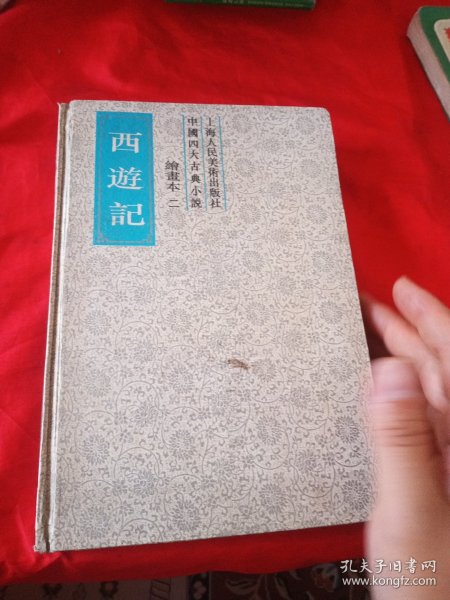 上海人民美術出版社
中國四大古典小說
繪畫本 二
西遊記
孔夫子旧书网
www.kongfz.com